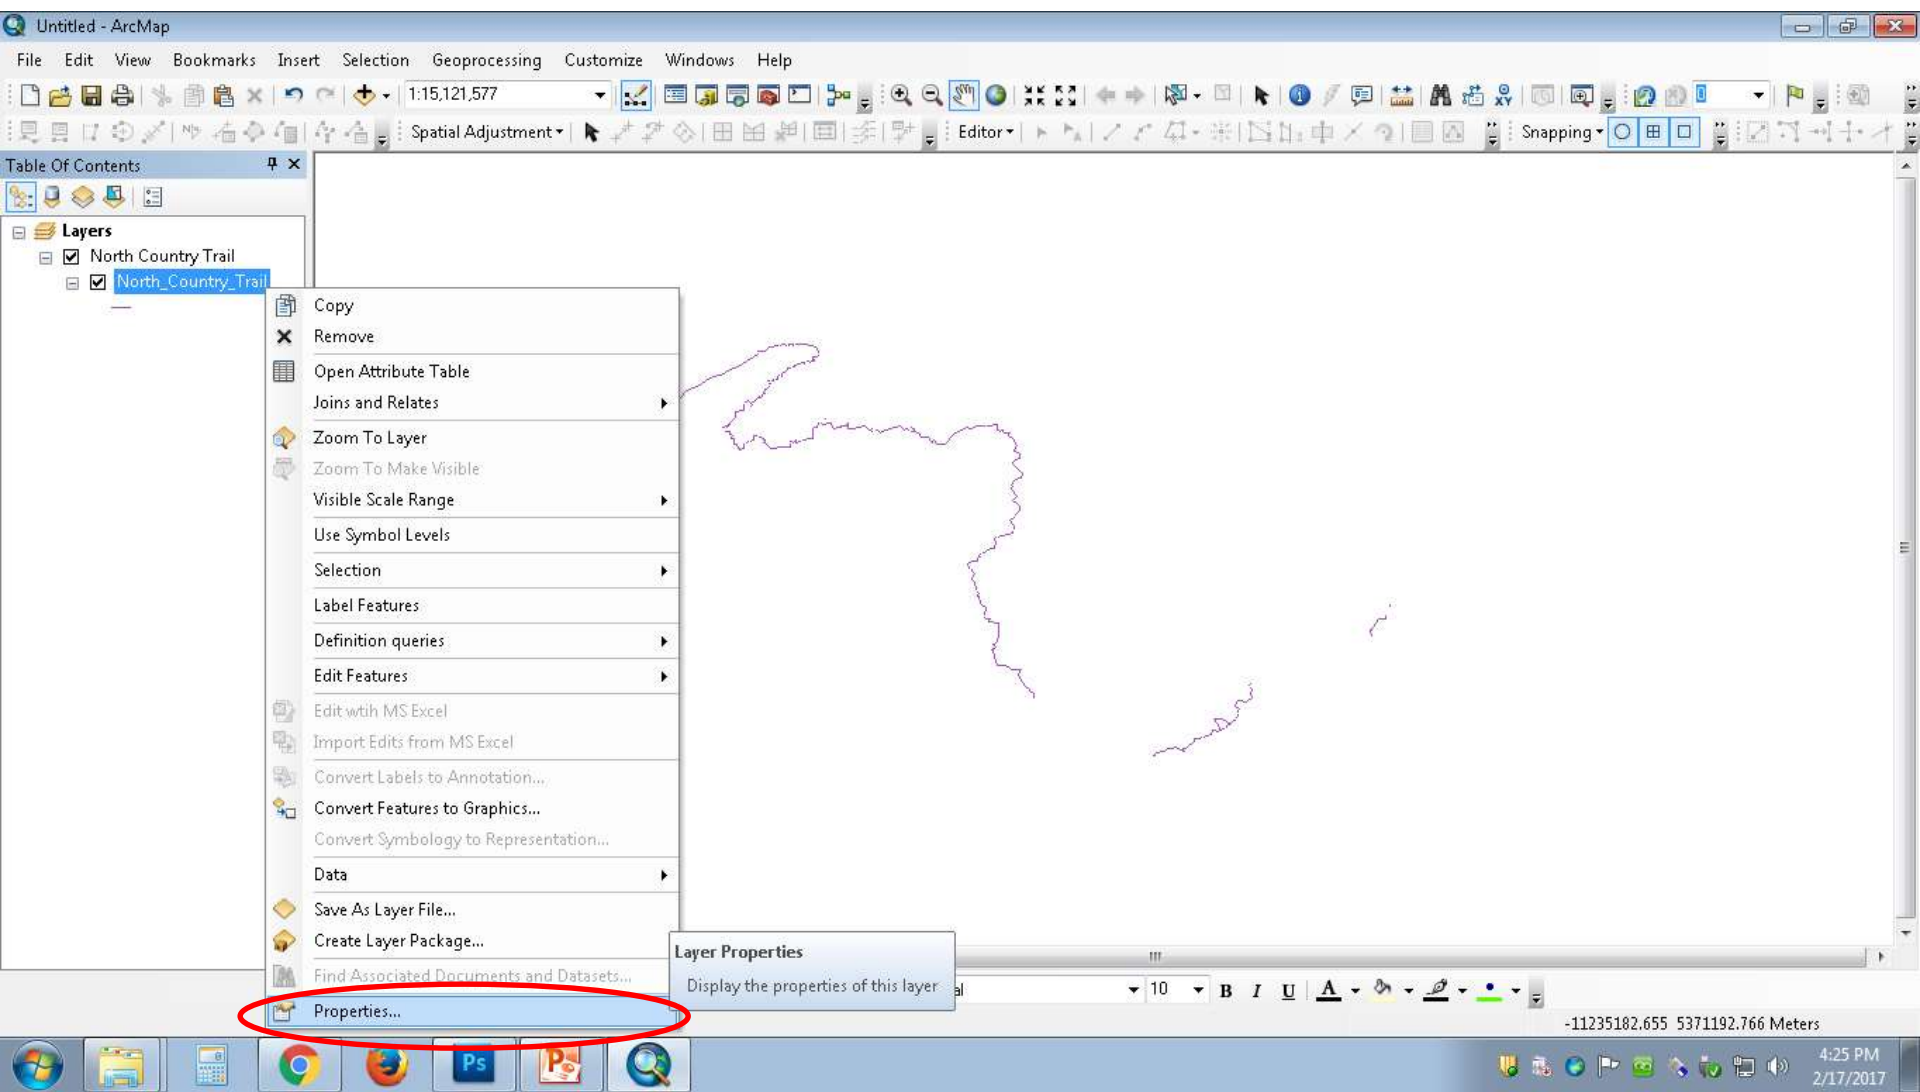 Untitled - ArcMap
File Edit View Bookmarks Insert Selection Geoprocessing Customize Windows Help
1:15,121,577
Spatial Adjustment Editor Snapping
Table Of Contents
Layers
North Country Trail
North_Country_Trail
Copy
Remove
Open Attribute Table
Joins and Relates
Zoom To Layer
Zoom To Make Visible
Visible Scale Range
Use Symbol Levels
Selection
Label Features
Definition queries
Edit Features
Edit wtih MS Excel
Import Edits from MS Excel
Convert Labels to Annotation...
Convert Features to Graphics...
Convert Symbology to Representation...
Data
Save As Layer File...
Create Layer Package...
Find Associated Documents and Datasets...
Properties...
Layer Properties
Display the properties of this layer
10 B I U A
-11235182.655 5371192.766 Meters
Ps
4:25 PM
2/17/2017